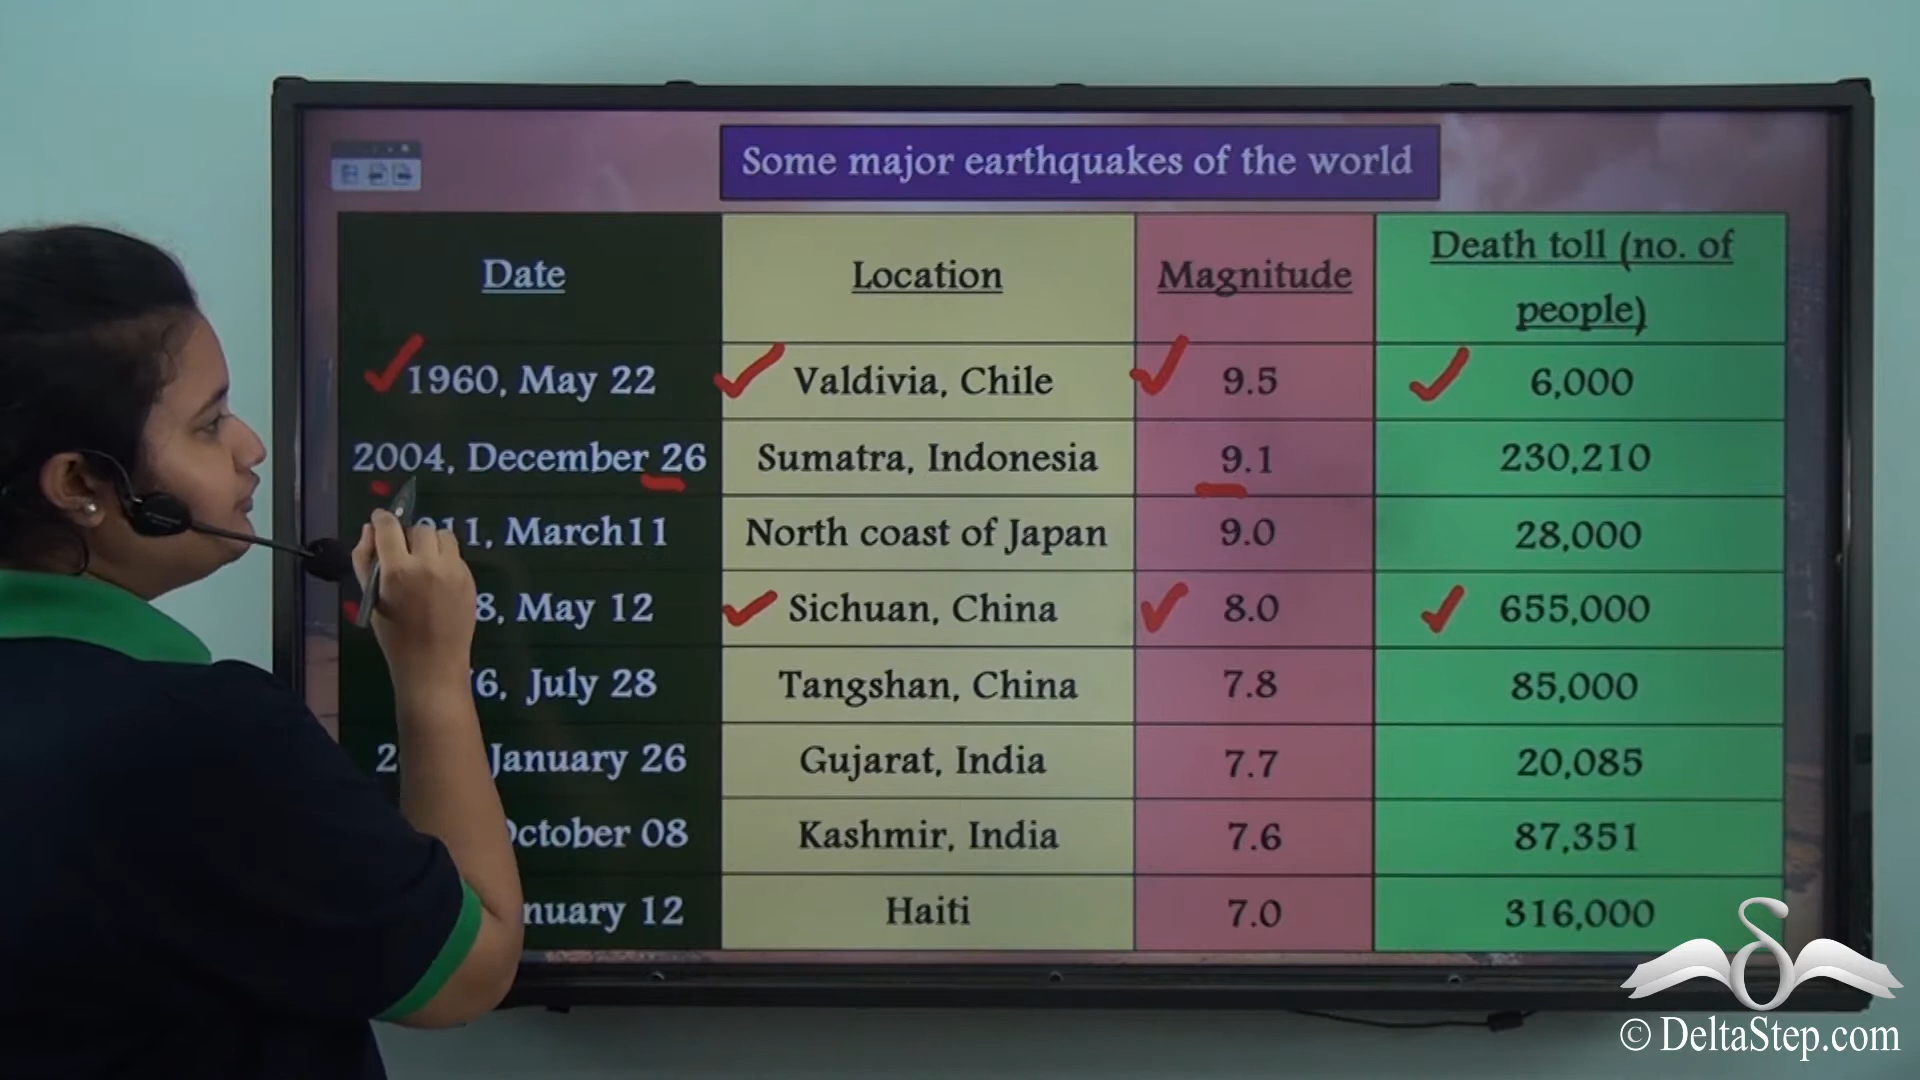 Some major earthquakes of the world
Date Location Magnitude Death toll (no. of
people)
1960, May 22 Valdivia, Chile 9.5 6,000
2004, December 26 Sumatra, Indonesia 9.1 230,210
11, March11 North coast of Japan 9.0 28,000
8, May 12 Sichuan, China 8.0 655,000
6, July 28 Tangshan, China 7.8 85,000
2 January 26 Gujarat, India 7.7 20,085
October 08 Kashmir, India 7.6 87,351
nuary 12 Haiti 7.0 316,000
© DeltaStep.com